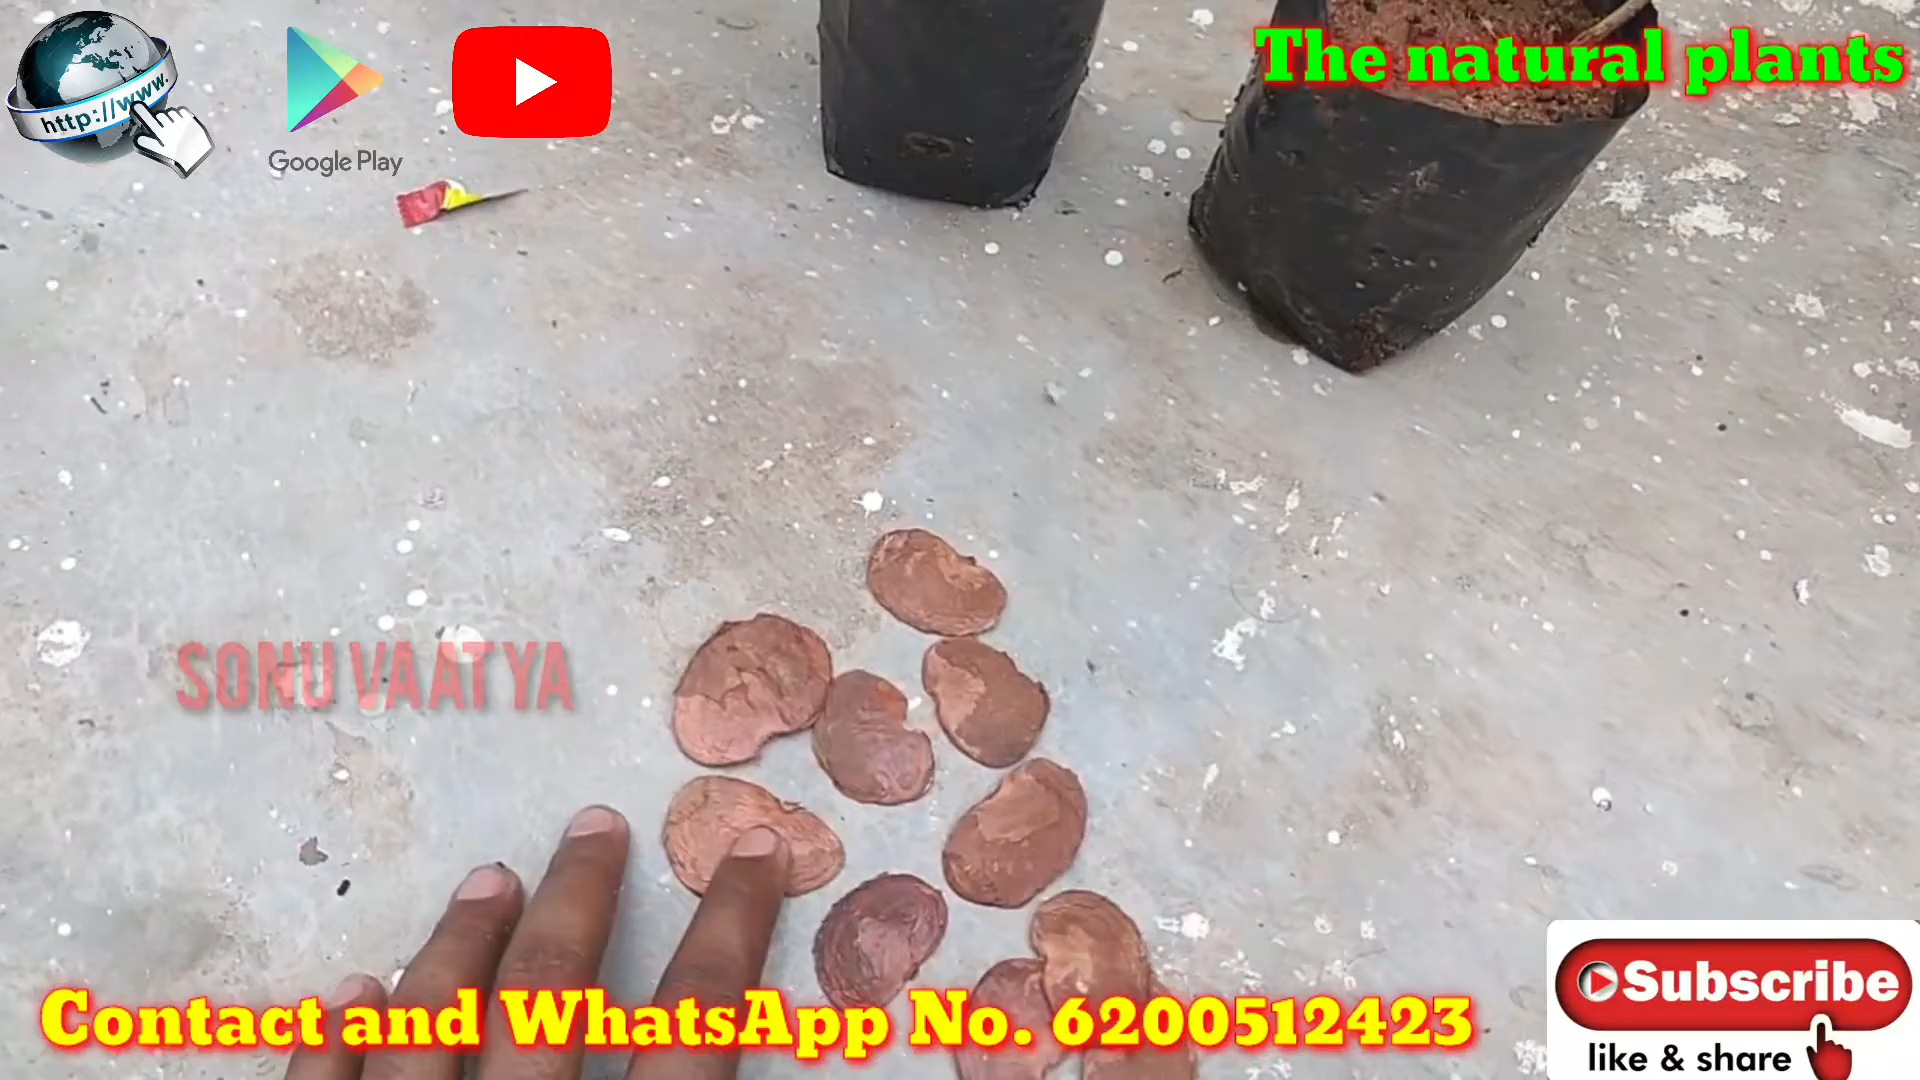 http://www.
Google Play
The natural plants
SONU VAATYA
Contact and WhatsApp No. 6200512423
Subscribe
like & share